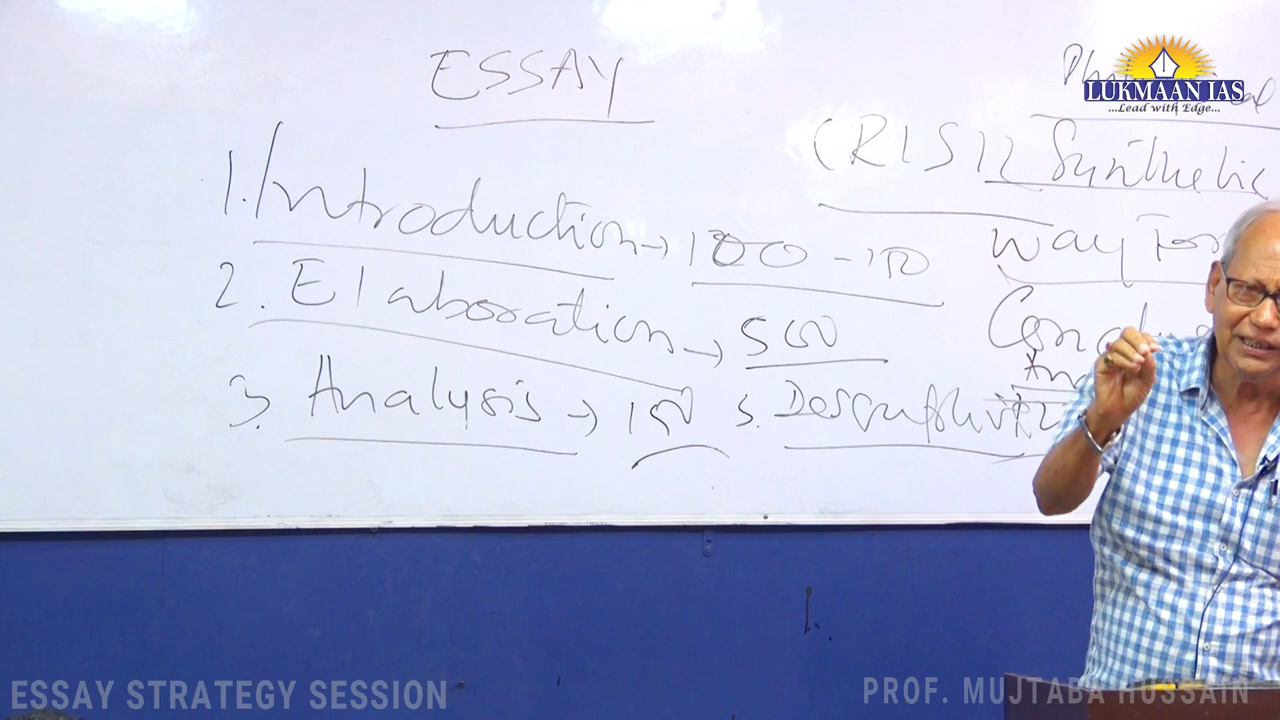 ESSAY
1. Introduction → 100 - 150
2. Elaboration → 500
3. Analysis → 150
(RISI) Synthetic
Way For
5. Descriptive
LUKMAAN IAS
...Lead with Edge...
ESSAY STRATEGY SESSION
PROF. MUJTABA HUSSAIN